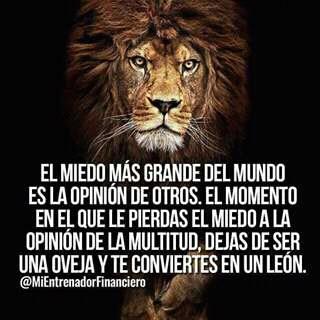 EL MIEDO MÁS GRANDE DEL MUNDO
ES LA OPINIÓN DE OTROS. EL MOMENTO
EN EL QUE LE PIERDAS EL MIEDO A LA
OPINIÓN DE LA MULTITUD, DEJAS DE SER
UNA OVEJA Y TE CONVIERTES EN UN LEÓN.
@MiEntrenadorFinanciero